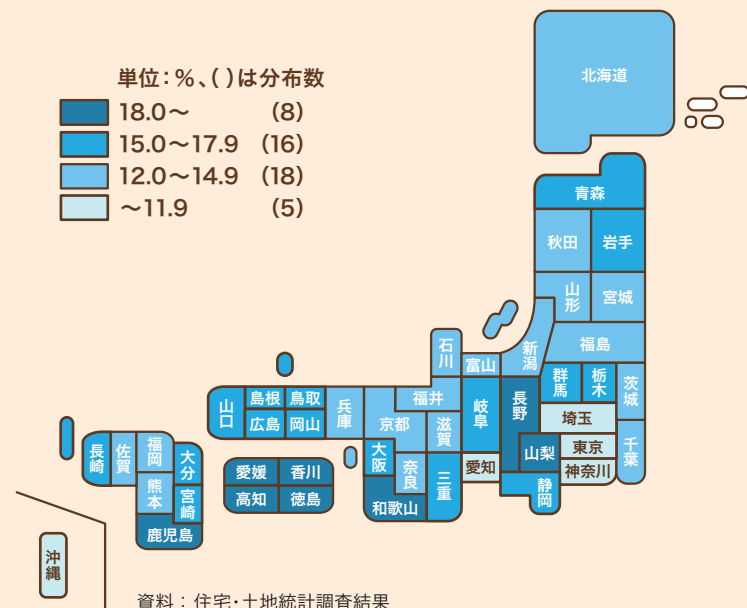 単位：％、( )は分布数
18.0〜 (8)
15.0〜17.9 (16)
12.0〜14.9 (18)
〜11.9 (5)
北海道
青森
秋田
岩手
山形
宮城
福島
新潟
石川
富山
福井
群馬
栃木
茨城
埼玉
東京
千葉
神奈川
長野
山梨
静岡
岐阜
愛知
三重
滋賀
京都
奈良
大阪
和歌山
兵庫
鳥取
島根
岡山
広島
山口
愛媛
香川
高知
徳島
福岡
佐賀
長崎
大分
熊本
宮崎
鹿児島
沖縄
資料：住宅・土地統計調査結果